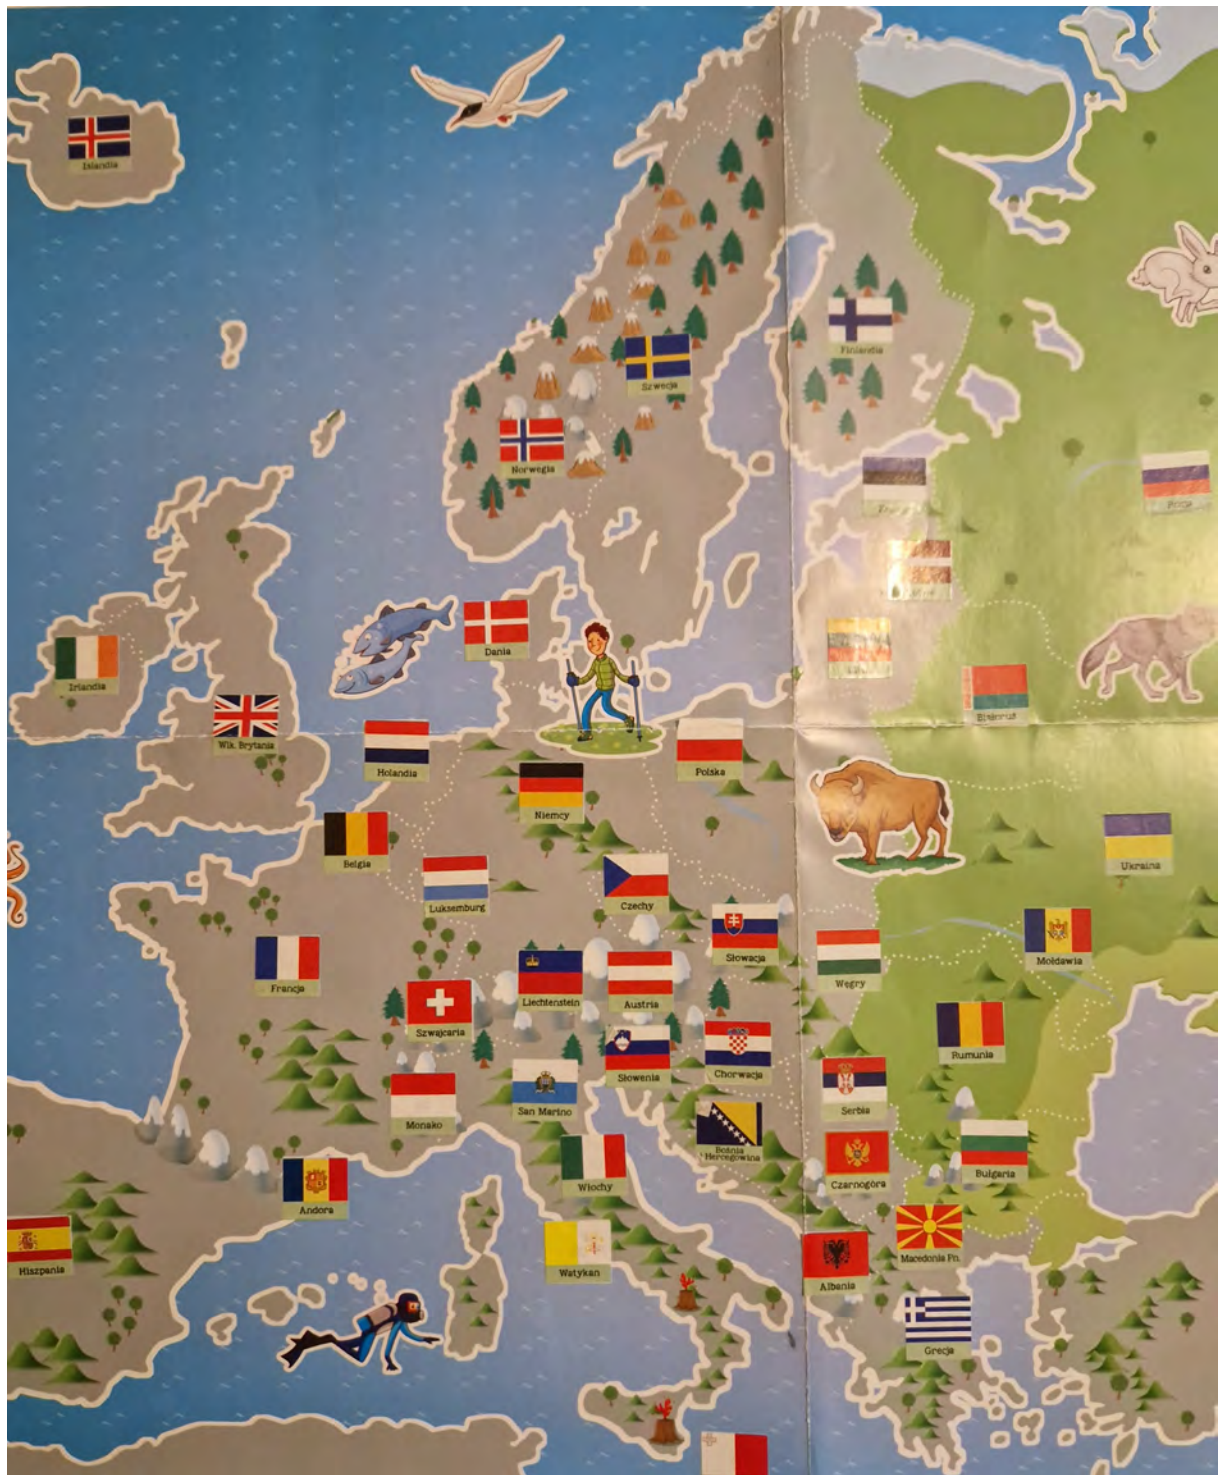 Islandia
Finlandia
Szwecja
Norwegia
Rosja
Dania
Irlandia
Białoruś
Wlk. Brytania
Holandia
Polska
Niemcy
Belgia
Ukraina
Luksemburg
Czechy
Słowacja
Węgry
Mołdawia
Francja
Liechtenstein
Austria
Szwajcaria
Rumunia
Słowenia
Chorwacja
San Marino
Serbia
Monako
Bośnia
i Hercegowina
Włochy
Czarnogóra
Bułgaria
Andora
Hiszpania
Watykan
Albania
Macedonia Pn.
Grecja